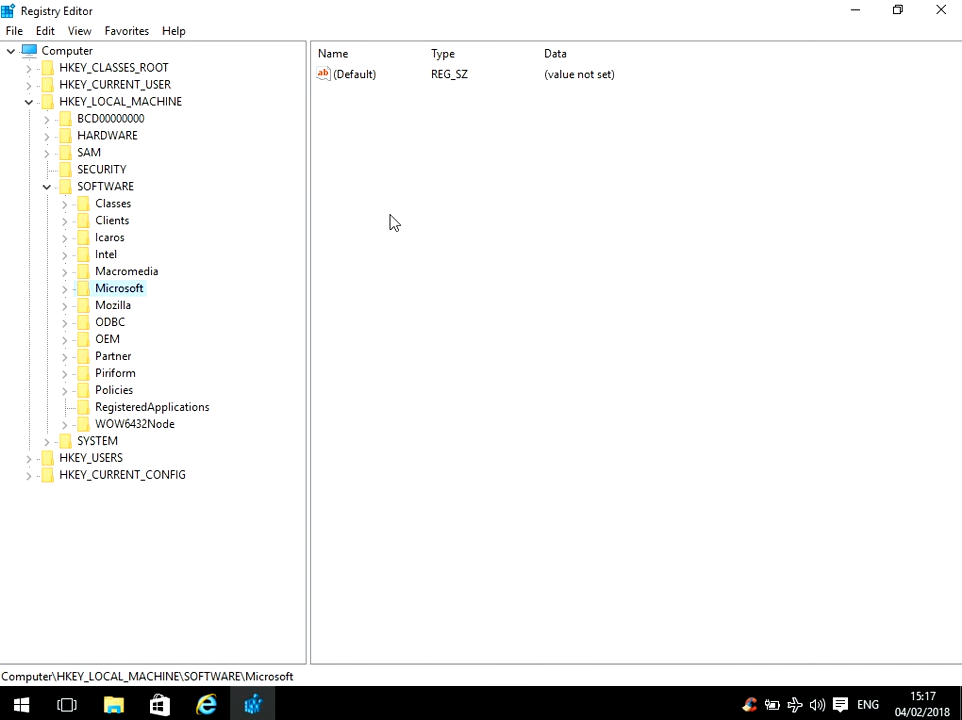 Registry Editor
File Edit View Favorites Help
Computer
HKEY_CLASSES_ROOT
HKEY_CURRENT_USER
HKEY_LOCAL_MACHINE
BCD00000000
HARDWARE
SAM
SECURITY
SOFTWARE
Classes
Clients
Icaros
Intel
Macromedia
Microsoft
Mozilla
ODBC
OEM
Partner
Piriform
Policies
RegisteredApplications
WOW6432Node
SYSTEM
HKEY_USERS
HKEY_CURRENT_CONFIG
Name Type Data
ab (Default) REG_SZ (value not set)
Computer\HKEY_LOCAL_MACHINE\SOFTWARE\Microsoft
ENG
15:17
04/02/2018